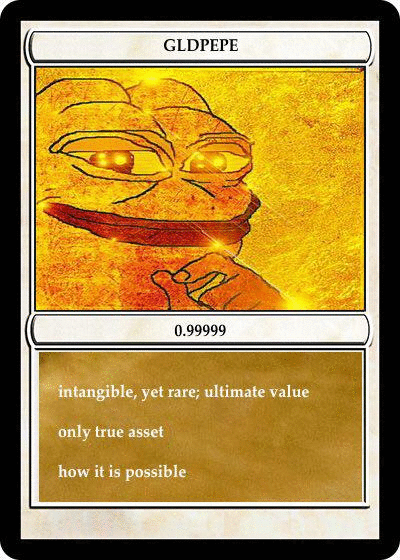 GLDPEPE
0.99999
intangible, yet rare; ultimate value
only true asset
how it is possible